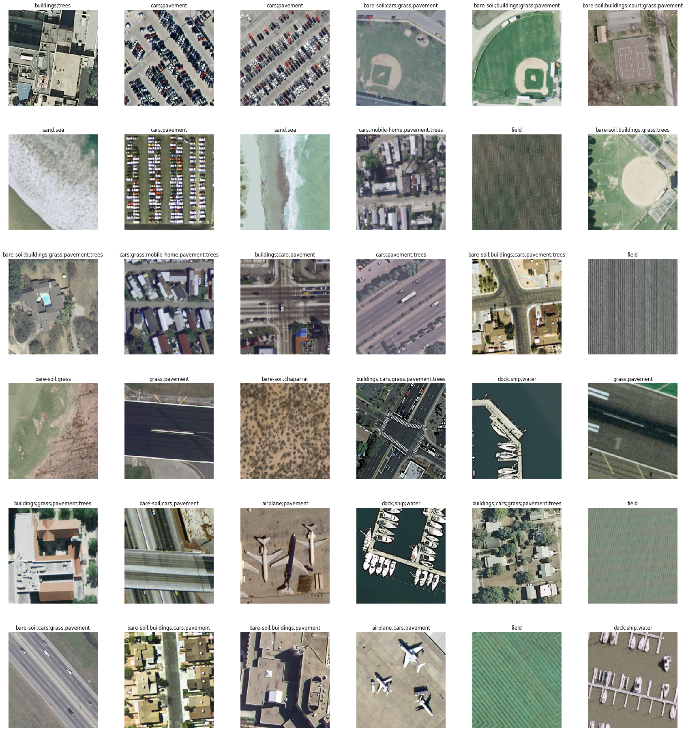 buildings;trees
cars;pavement
cars;pavement
bare-soil;cars;grass;pavement
bare-soil;buildings;grass;pavement
bare-soil;buildings;court;grass;pavement
sand;sea
cars;pavement
sand;sea
cars;mobile-home;pavement;trees
field
bare-soil;buildings;grass;trees
bare-soil;buildings;grass;pavement;trees
cars;grass;mobile-home;pavement;trees
buildings;cars;pavement
cars;pavement;trees
bare-soil;buildings;cars;pavement;trees
field
bare-soil;grass
grass;pavement
bare-soil;chaparral
buildings;cars;grass;pavement;trees
dock;ship;water
grass;pavement
buildings;grass;pavement;trees
bare-soil;cars;pavement
airplane;pavement
dock;ship;water
buildings;cars;grass;pavement;trees
field
bare-soil;cars;grass;pavement
bare-soil;buildings;cars;pavement
bare-soil;buildings;pavement
airplane;cars;pavement
field
dock;ship;water